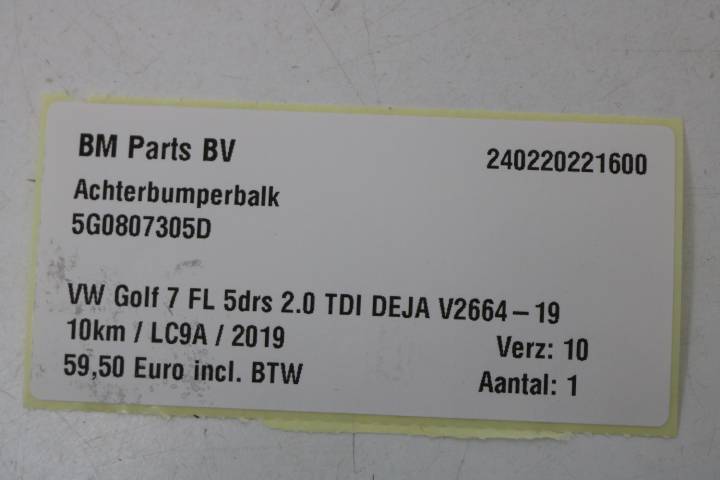 BM Parts BV 240220221600
Achterbumperbalk
5G0807305D
VW Golf 7 FL 5drs 2.0 TDI DEJA V2664-19
10km / LC9A / 2019 Verz: 10
59,50 Euro incl. BTW Aantal: 1